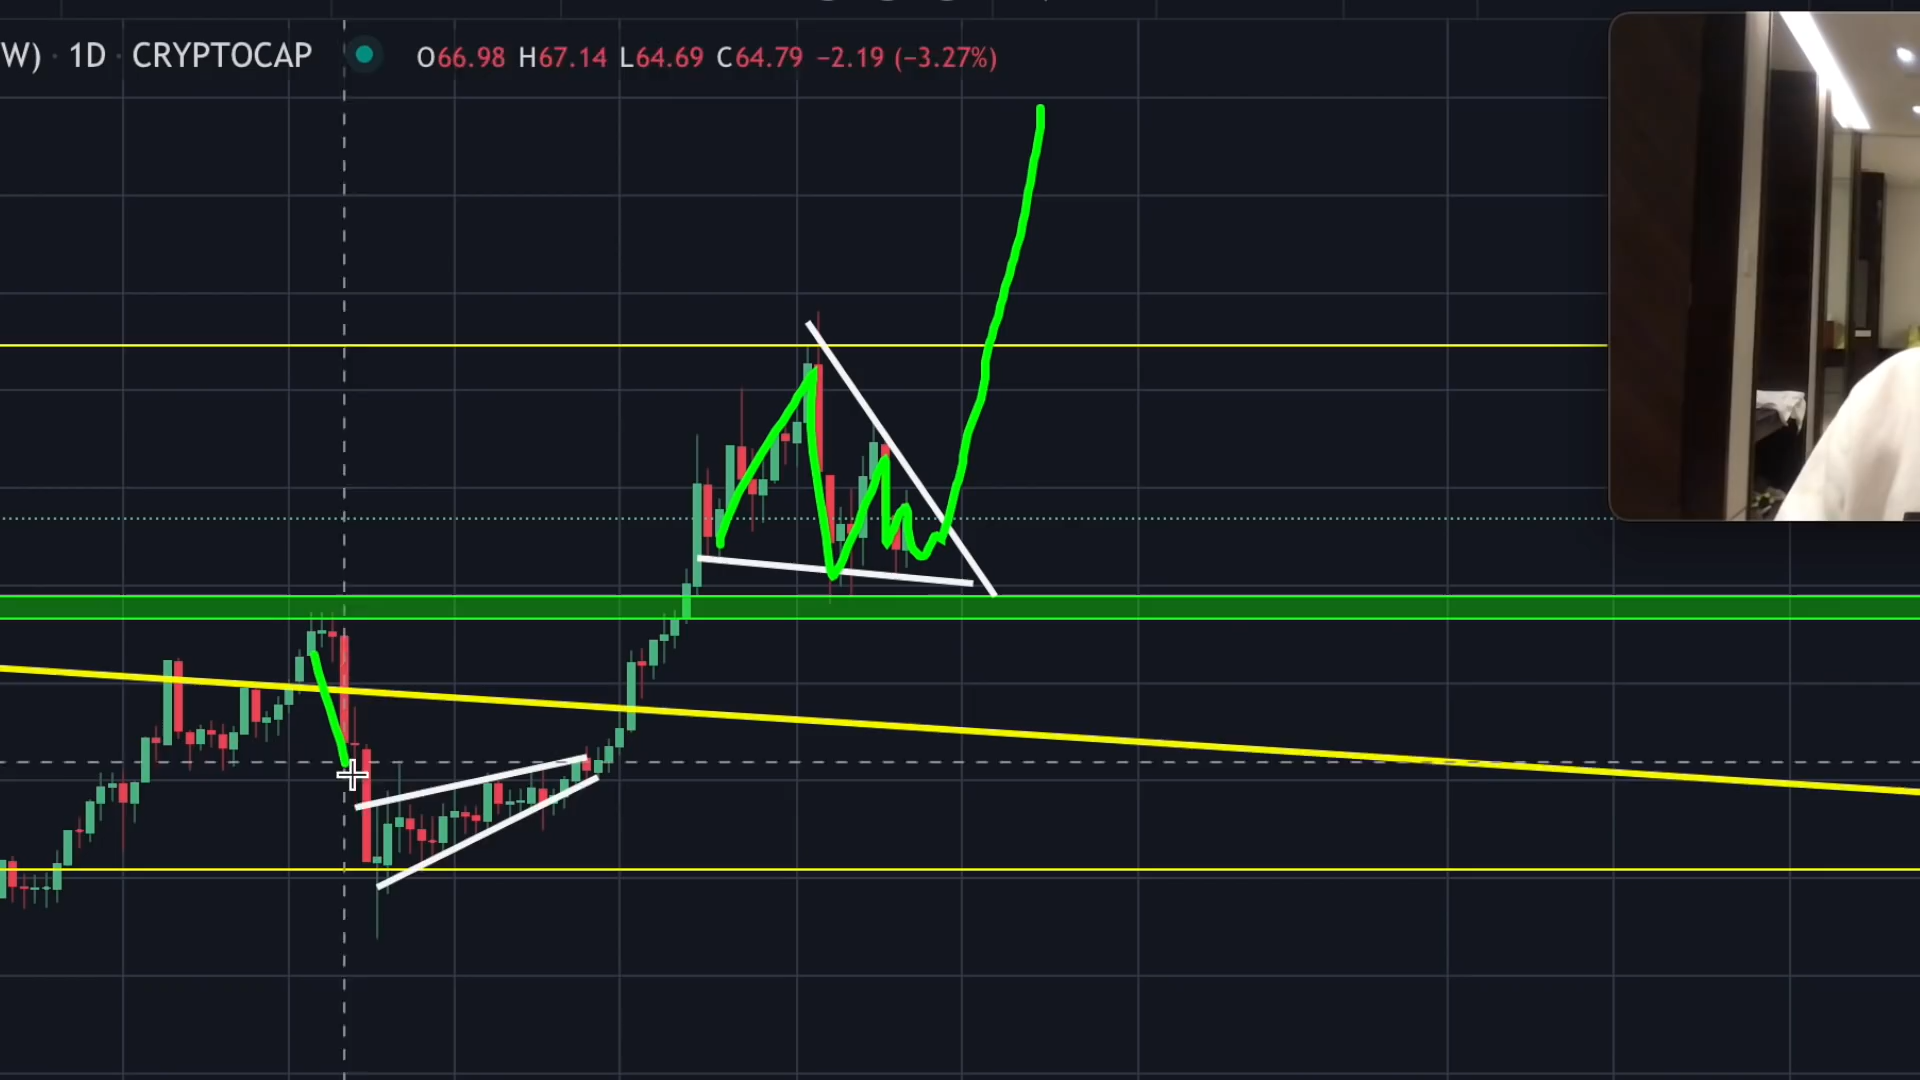 W) · 1D · CRYPTOCAP O66.98 H67.14 L64.69 C64.79 −2.19 (−3.27%)